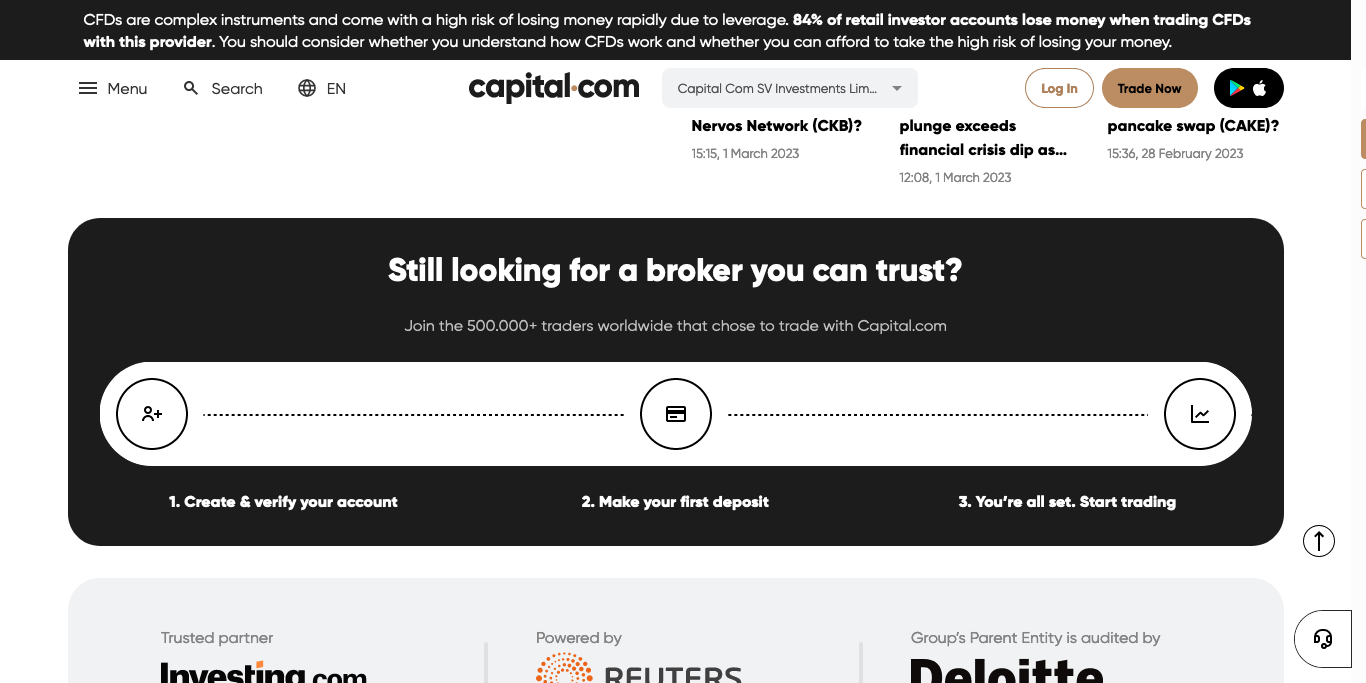 CFDs are complex instruments and come with a high risk of losing money rapidly due to leverage. 84% of retail investor accounts lose money when trading CFDs
with this provider. You should consider whether you understand how CFDs work and whether you can afford to take the high risk of losing your money.
Menu
Search
EN
capital.com
Capital Com SV Investments Lim...
Log In
Trade Now
Nervos Network (CKB)?
15:15, 1 March 2023
plunge exceeds
financial crisis dip as...
12:08, 1 March 2023
pancake swap (CAKE)?
15:36, 28 February 2023
Still looking for a broker you can trust?
Join the 500.000+ traders worldwide that chose to trade with Capital.com
1. Create & verify your account
2. Make your first deposit
3. You're all set. Start trading
Trusted partner
Investing.com
Powered by
REUTERS
Group's Parent Entity is audited by
Deloitte